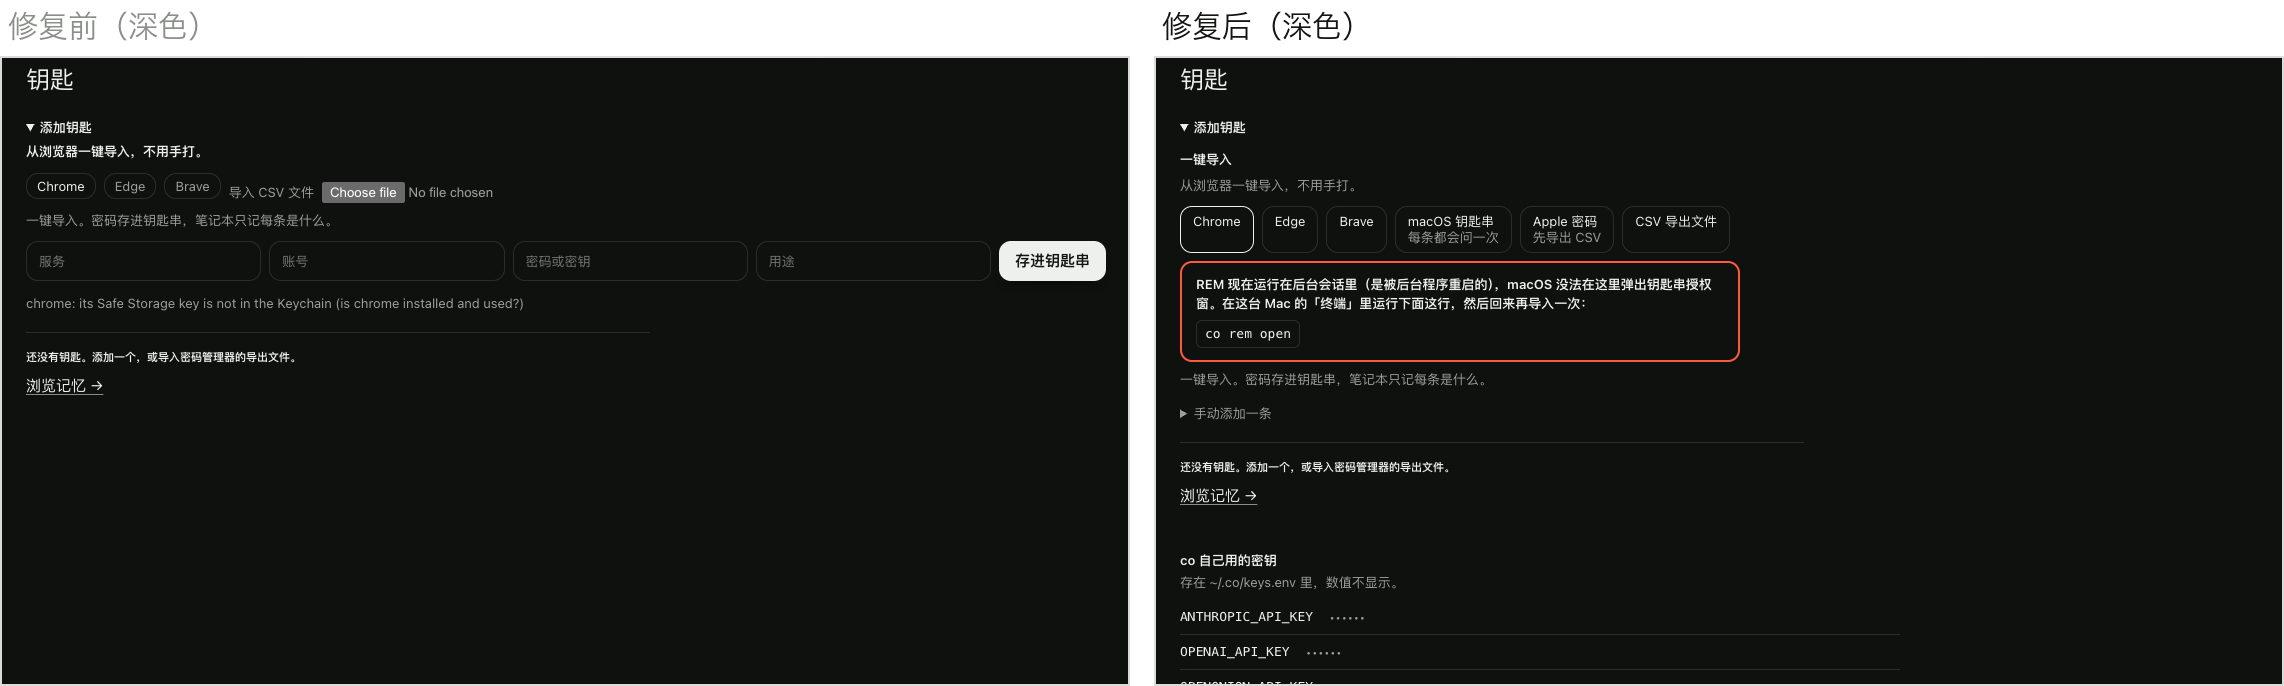 修复前（深色）
钥匙
▼ 添加钥匙
从浏览器一键导入，不用手打。
Chrome Edge Brave 导入 CSV 文件 Choose file No file chosen
一键导入。密码存进钥匙串，笔记本只记每条是什么。
服务 账号 密码或密钥 用途 存进钥匙串
chrome: its Safe Storage key is not in the Keychain (is chrome installed and used?)
还没有钥匙。添加一个，或导入密码管理器的导出文件。
浏览记忆 →
修复后（深色）
钥匙
▼ 添加钥匙
一键导入
从浏览器一键导入，不用手打。
Chrome Edge Brave macOS 钥匙串 Apple 密码 CSV 导出文件
每条都会问一次 先导出 CSV
REM 现在运行在后台会话里（是被后台程序重启的），macOS 没法在这里弹出钥匙串授权
窗。在这台 Mac 的「终端」里运行下面这行，然后回来再导入一次：
co rem open
一键导入。密码存进钥匙串，笔记本只记每条是什么。
▶ 手动添加一条
还没有钥匙。添加一个，或导入密码管理器的导出文件。
浏览记忆 →
co 自己用的密钥
存在 ~/.co/keys.env 里，数值不显示。
ANTHROPIC_API_KEY ······
OPENAI_API_KEY ······